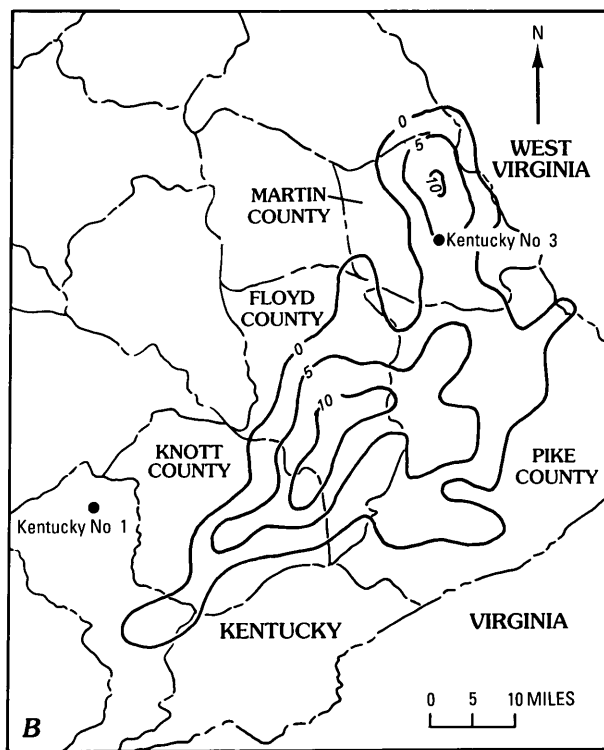 N
0
WEST
VIRGINIA
5
10
MARTIN
COUNTY
Kentucky No 3
FLOYD
COUNTY
0
5
10
KNOTT
COUNTY
PIKE
COUNTY
Kentucky No 1
KENTUCKY
VIRGINIA
0 5 10 MILES
B